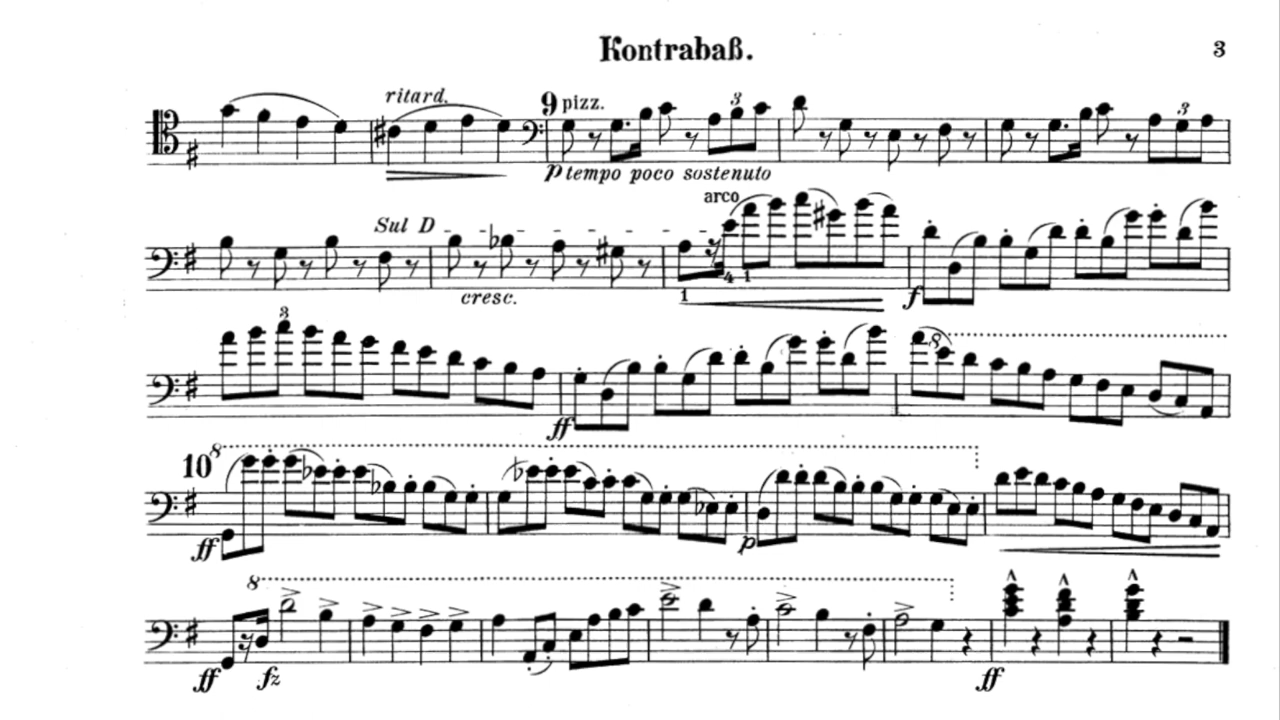 Kontrabaß. 3
ritard. 9 pizz. 3 3
p tempo poco sostenuto
arco
Sul D
4 1
cresc. 1 f
3
8
ff
8
10
ff p
8
ff fz ff